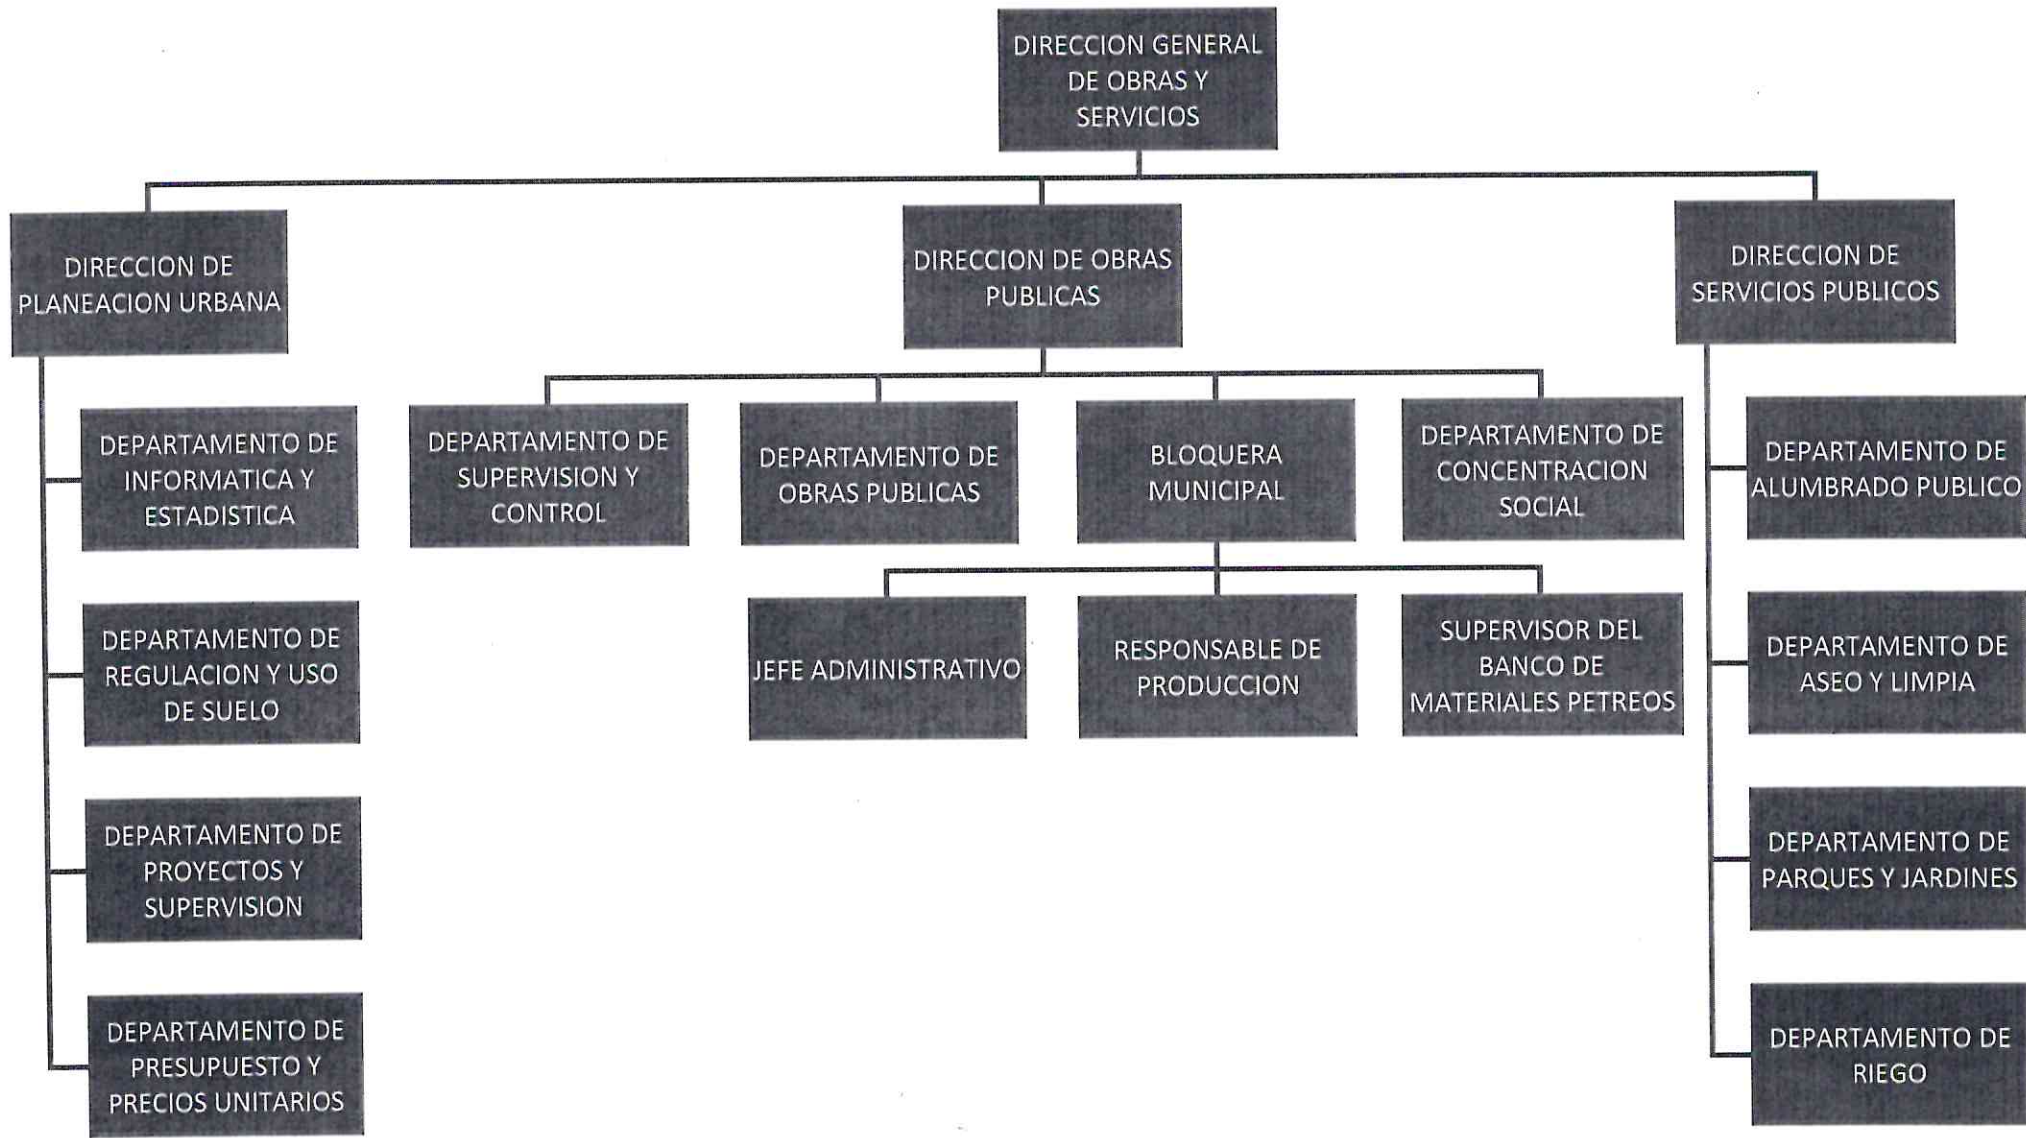 DIRECCION GENERAL
DE OBRAS Y
SERVICIOS
DIRECCION DE
PLANEACION URBANA
DIRECCION DE OBRAS
PUBLICAS
DIRECCION DE
SERVICIOS PUBLICOS
DEPARTAMENTO DE
INFORMATICA Y
ESTADISTICA
DEPARTAMENTO DE
SUPERVISION Y
CONTROL
DEPARTAMENTO DE
OBRAS PUBLICAS
BLOQUERA
MUNICIPAL
DEPARTAMENTO DE
CONCENTRACION
SOCIAL
DEPARTAMENTO DE
ALUMBRADO PUBLICO
DEPARTAMENTO DE
REGULACION Y USO
DE SUELO
JEFE ADMINISTRATIVO
RESPONSABLE DE
PRODUCCION
SUPERVISOR DEL
BANCO DE
MATERIALES PETREOS
DEPARTAMENTO DE
ASEO Y LIMPIA
DEPARTAMENTO DE
PROYECTOS Y
SUPERVISION
DEPARTAMENTO DE
PARQUES Y JARDINES
DEPARTAMENTO DE
PRESUPUESTO Y
PRECIOS UNITARIOS
DEPARTAMENTO DE
RIEGO